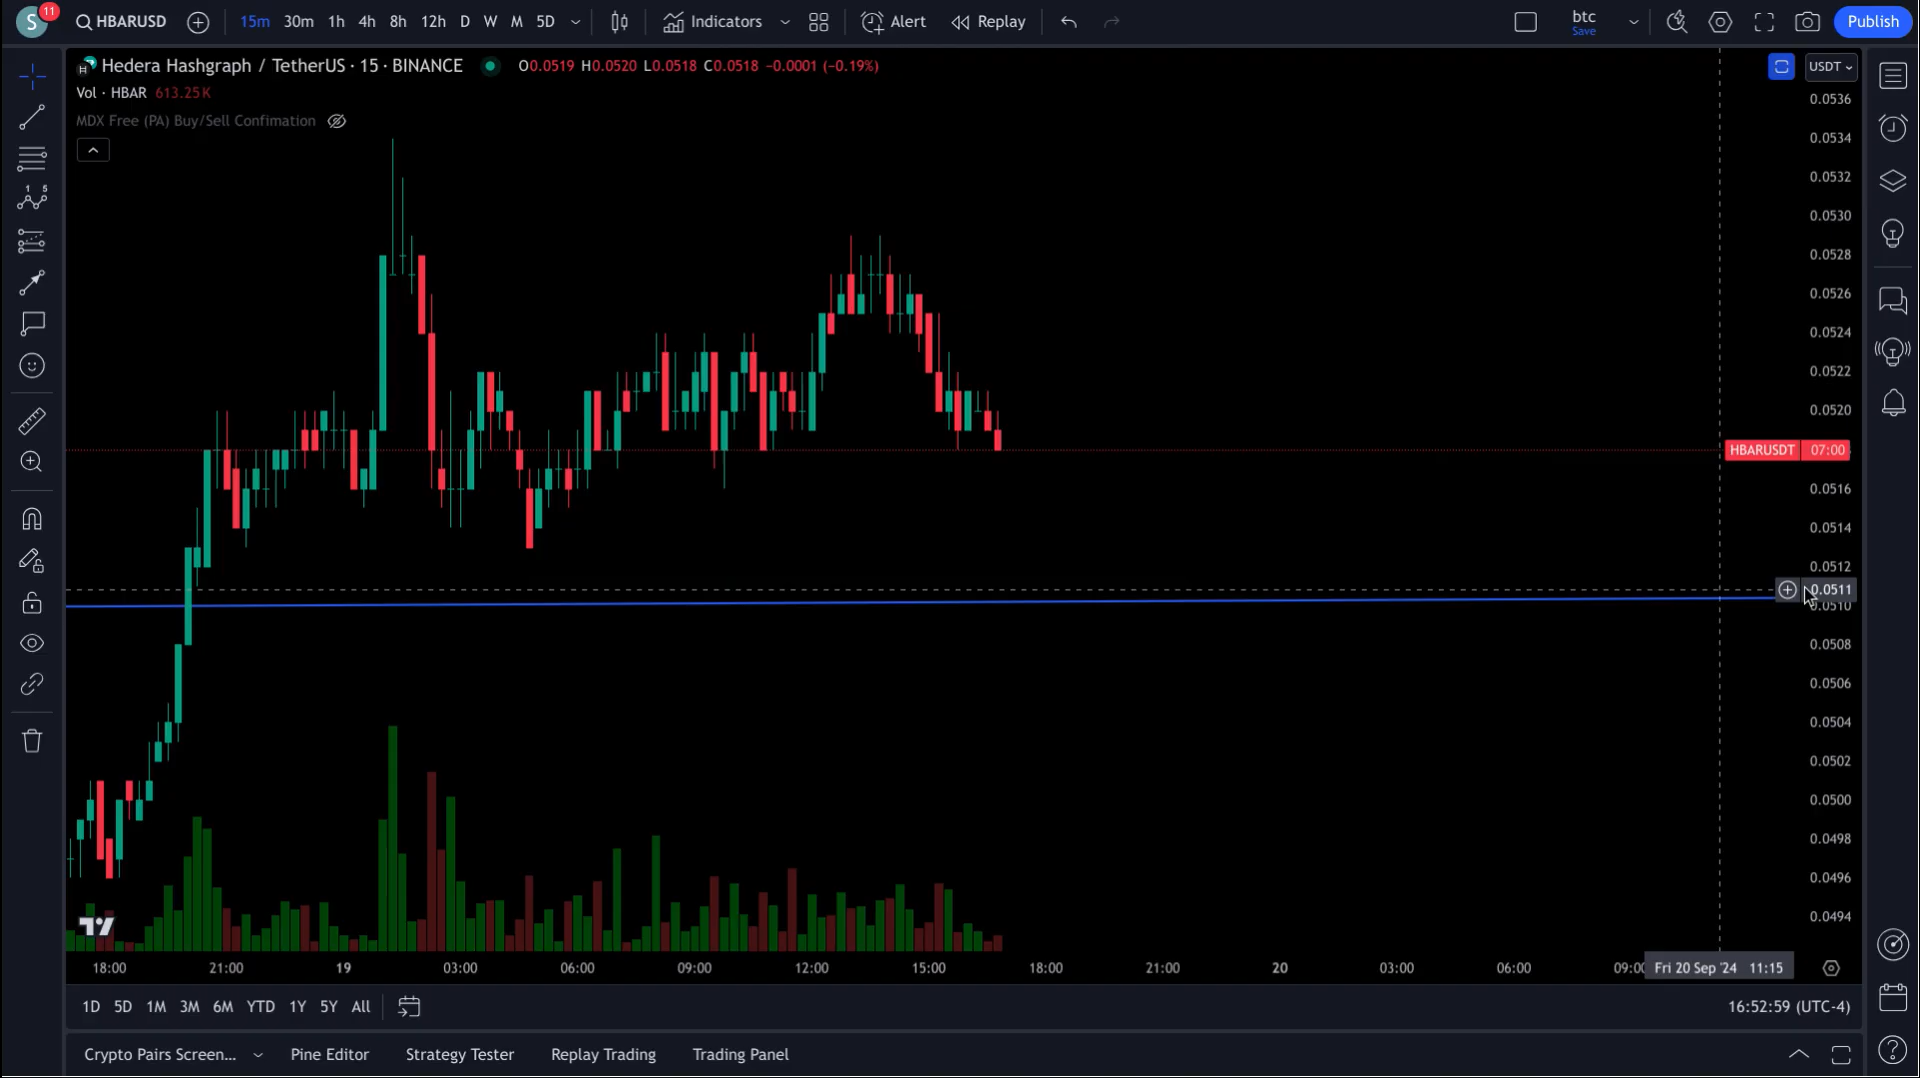 S
11
HBARUSD
15m 30m 1h 4h 8h 12h D W M 5D
Indicators
Alert
Replay
btc
Save
Publish
Hedera Hashgraph / TetherUS · 15 · BINANCE
O0.0519 H0.0520 L0.0518 C0.0518 −0.0001 (−0.19%)
USDT
Vol · HBAR 613.25K
MDX Free (PA) Buy/Sell Confimation
1 5
0.0536
0.0534
0.0532
0.0530
0.0528
0.0526
0.0524
0.0522
0.0520
HBARUSDT 07:00
0.0516
0.0514
0.0512
0.0511
0.0510
0.0508
0.0506
0.0504
0.0502
0.0500
0.0498
0.0496
0.0494
18:00 21:00 19 03:00 06:00 09:00 12:00 15:00 18:00 21:00 20 03:00 06:00 09:00 Fri 20 Sep '24 11:15
1D 5D 1M 3M 6M YTD 1Y 5Y All
16:52:59 (UTC-4)
Crypto Pairs Screen... Pine Editor Strategy Tester Replay Trading Trading Panel